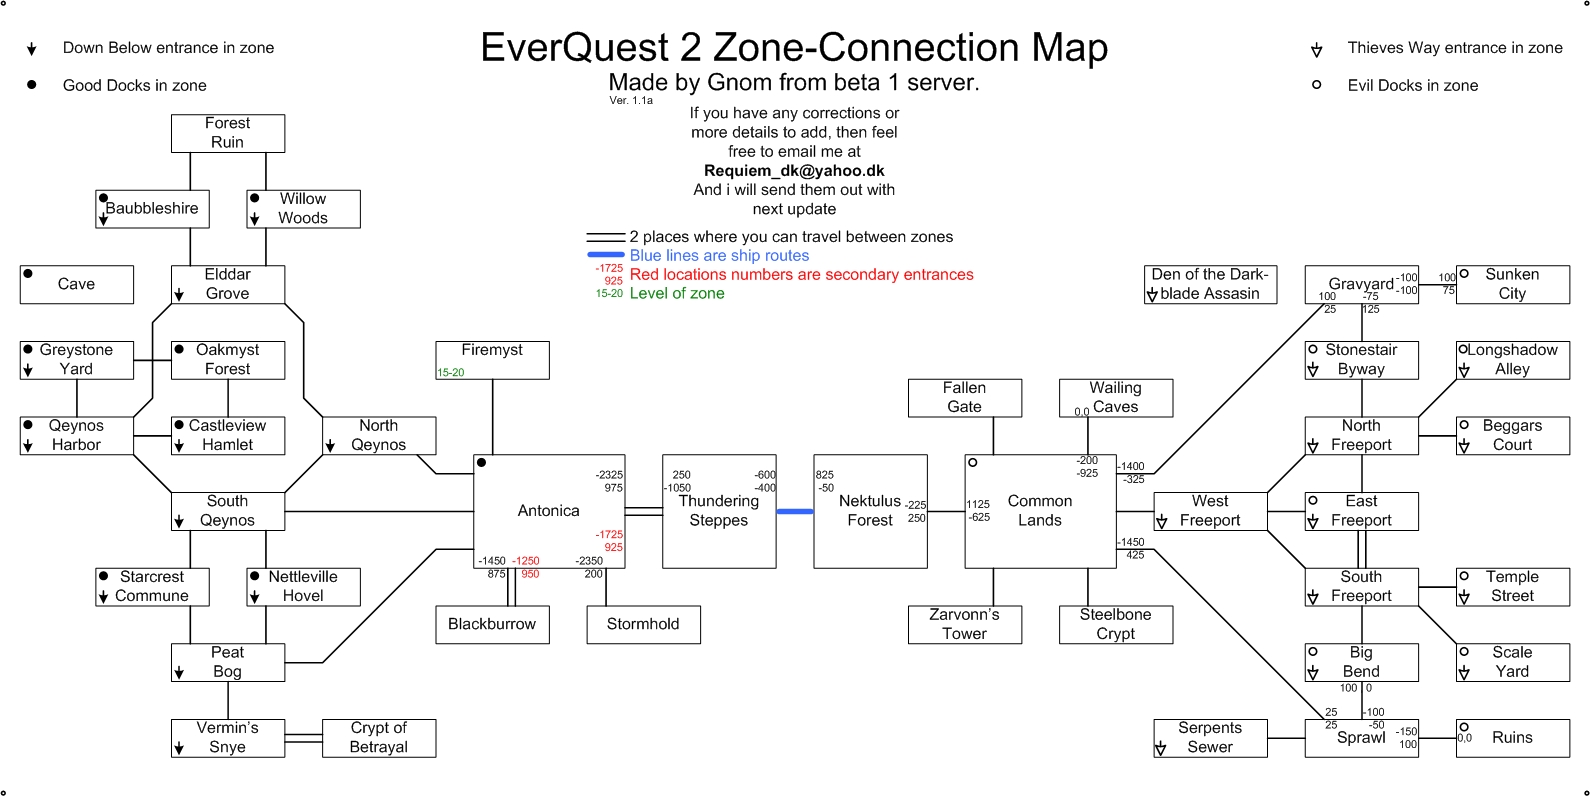 EverQuest 2 Zone-Connection Map
Made by Gnom from beta 1 server.
Ver. 1.1a
If you have any corrections or
more details to add, then feel
free to email me at
Requiem_dk@yahoo.dk
And i will send them out with
next update
Down Below entrance in zone
Good Docks in zone
Thieves Way entrance in zone
Evil Docks in zone
2 places where you can travel between zones
Blue lines are ship routes
-1725
925
Red locations numbers are secondary entrances
15-20
Level of zone
Forest
Ruin
Baubbleshire
Willow
Woods
Cave
Elddar
Grove
Greystone
Yard
Oakmyst
Forest
Qeynos
Harbor
Castleview
Hamlet
North
Qeynos
South
Qeynos
Starcrest
Commune
Nettleville
Hovel
Peat
Bog
Vermin's
Snye
Crypt of
Betrayal
Firemyst
15-20
Antonica
-2325
975
-1725
925
-1450
875
-1250
950
-2350
200
Blackburrow
Stormhold
250
-1050
-600
-400
Thundering
Steppes
825
-50
Nektulus
Forest
-225
250
Fallen
Gate
Wailing
Caves
0,0
-200
-925
1125
-625
Common
Lands
-1400
-325
-1450
425
Zarvonn's
Tower
Steelbone
Crypt
Den of the Dark-
blade Assasin
Gravyard
-100
-100
100
25
-75
125
100
75
Sunken
City
Stonestair
Byway
Longshadow
Alley
North
Freeport
Beggars
Court
West
Freeport
East
Freeport
South
Freeport
Temple
Street
Big
Bend
100
0
Scale
Yard
Serpents
Sewer
25
25
-100
-50
Sprawl
-150
100
0,0
Ruins